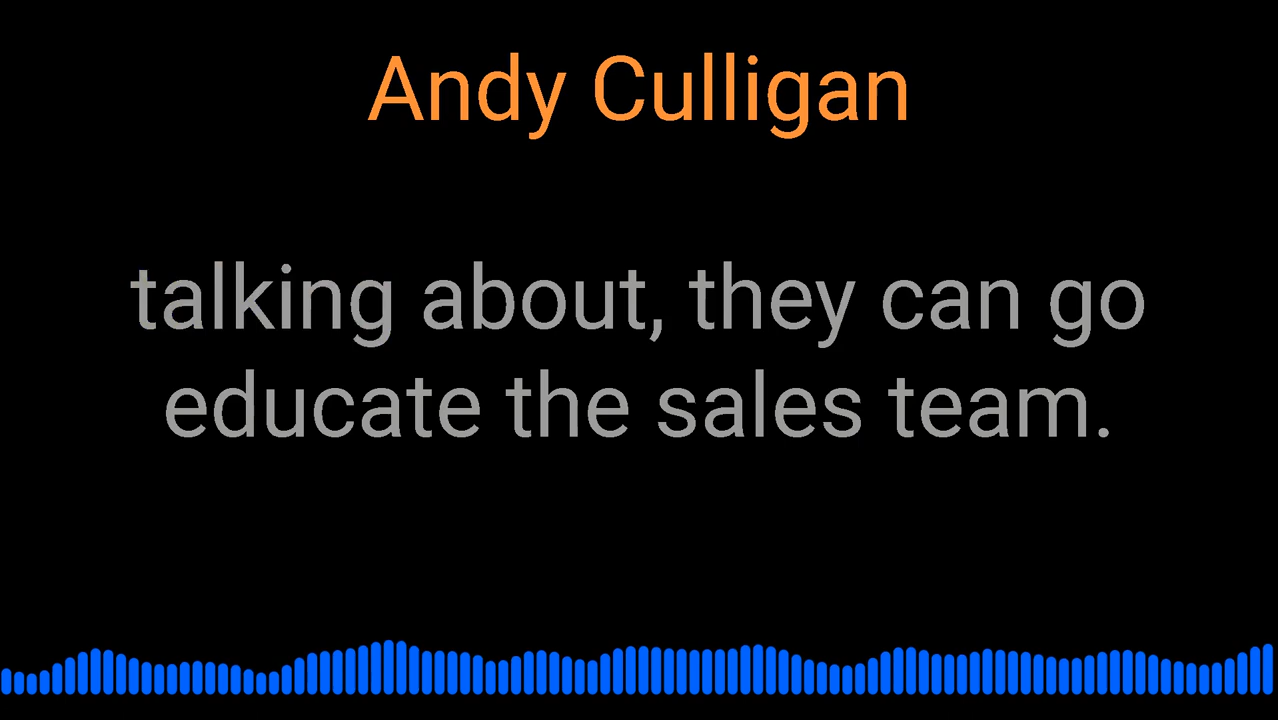 Andy Culligan
talking about, they can go
educate the sales team.